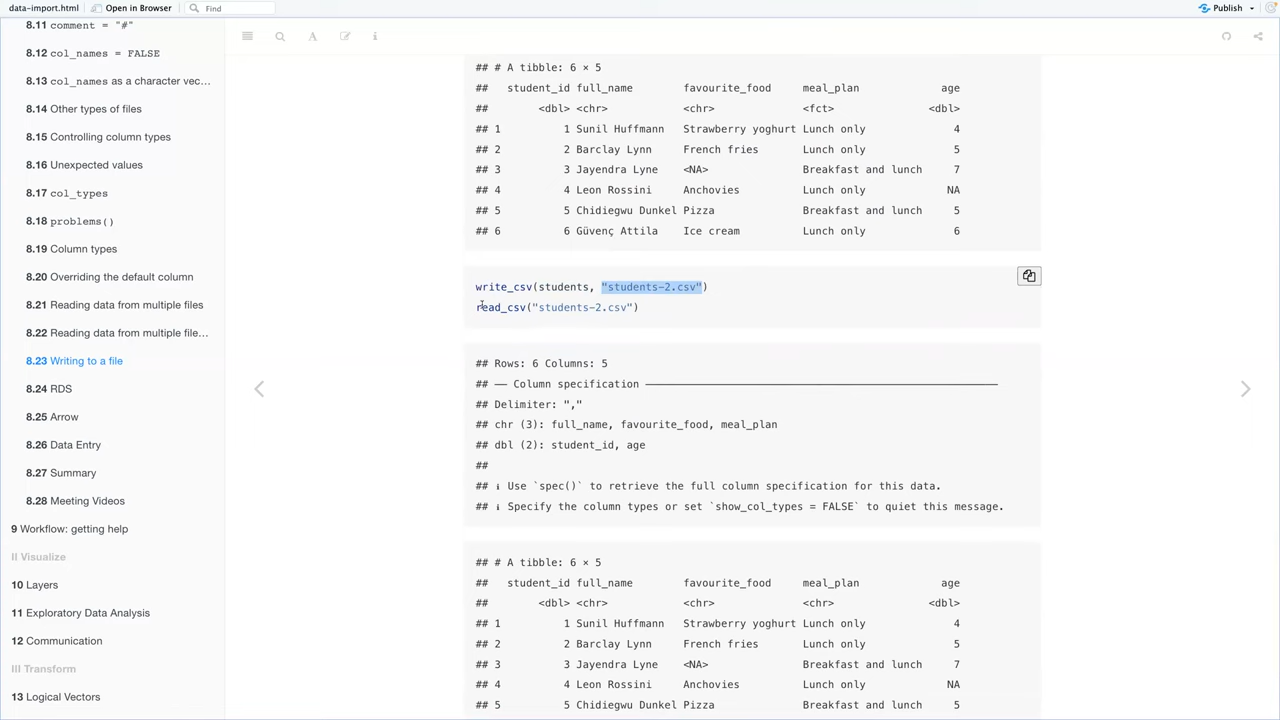 data-import.html
Open in Browser
Find
Publish
8.11 comment = "#"
8.12 col_names = FALSE
8.13 col_names as a character vec…
8.14 Other types of files
8.15 Controlling column types
8.16 Unexpected values
8.17 col_types
8.18 problems()
8.19 Column types
8.20 Overriding the default column
8.21 Reading data from multiple files
8.22 Reading data from multiple file…
8.23 Writing to a file
8.24 RDS
8.25 Arrow
8.26 Data Entry
8.27 Summary
8.28 Meeting Videos
9 Workflow: getting help
II Visualize
10 Layers
11 Exploratory Data Analysis
12 Communication
III Transform
13 Logical Vectors
## # A tibble: 6 × 5
## student_id full_name favourite_food meal_plan age
## <dbl> <chr> <chr> <fct> <dbl>
## 1 1 Sunil Huffmann Strawberry yoghurt Lunch only 4
## 2 2 Barclay Lynn French fries Lunch only 5
## 3 3 Jayendra Lyne <NA> Breakfast and lunch 7
## 4 4 Leon Rossini Anchovies Lunch only NA
## 5 5 Chidiegwu Dunkel Pizza Breakfast and lunch 5
## 6 6 Güvenç Attila Ice cream Lunch only 6
write_csv(students, "students-2.csv")
read_csv("students-2.csv")
## Rows: 6 Columns: 5
## ── Column specification ────────────────────────────────────────
## Delimiter: ","
## chr (3): full_name, favourite_food, meal_plan
## dbl (2): student_id, age
##
## ℹ Use `spec()` to retrieve the full column specification for this data.
## ℹ Specify the column types or set `show_col_types = FALSE` to quiet this message.
## # A tibble: 6 × 5
## student_id full_name favourite_food meal_plan age
## <dbl> <chr> <chr> <chr> <dbl>
## 1 1 Sunil Huffmann Strawberry yoghurt Lunch only 4
## 2 2 Barclay Lynn French fries Lunch only 5
## 3 3 Jayendra Lyne <NA> Breakfast and lunch 7
## 4 4 Leon Rossini Anchovies Lunch only NA
## 5 5 Chidiegwu Dunkel Pizza Breakfast and lunch 5